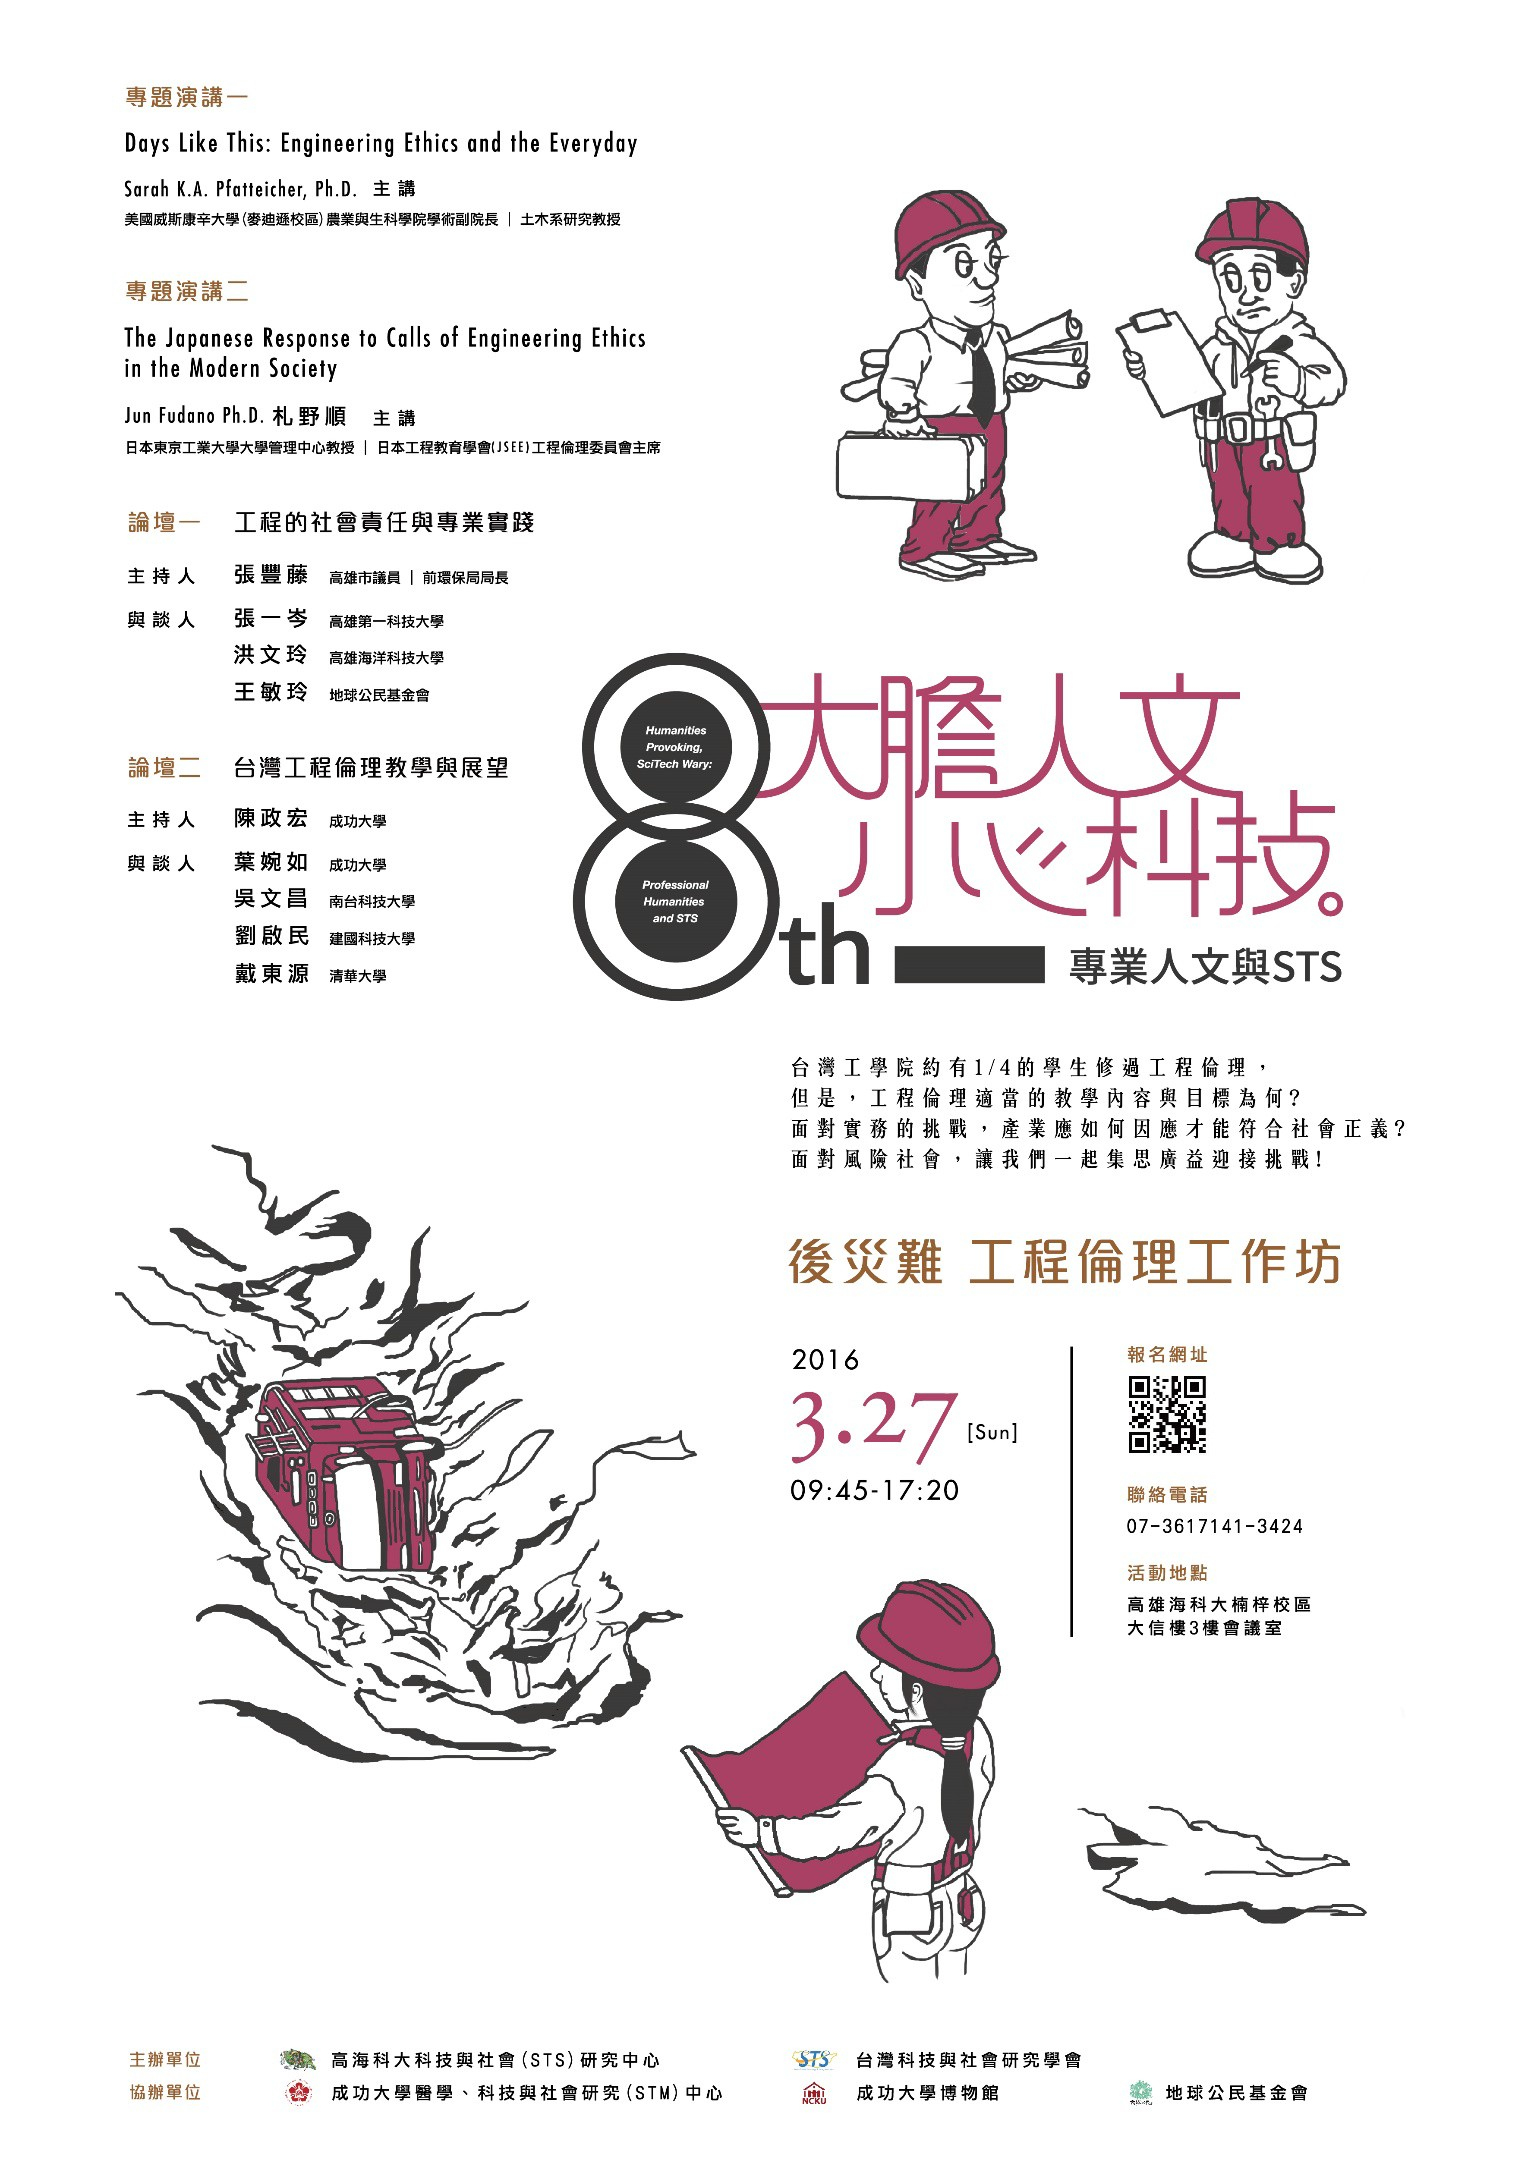 專題演講一
Days Like This: Engineering Ethics and the Everyday
Sarah K.A. Pfatteicher, Ph.D. 主講
美國威斯康辛大學(麥迪遜校區)農業與生科學院學術副院長 | 土木系研究教授
專題演講二
The Japanese Response to Calls of Engineering Ethics
in the Modern Society
Jun Fudano Ph.D. 札野順 主講
日本東京工業大學大學管理中心教授 | 日本工程教育學會(JSEE)工程倫理委員會主席
論壇一 工程的社會責任與專業實踐
主持人 張豐藤 高雄市議員 | 前環保局局長
與談人 張一岑 高雄第一科技大學
洪文玲 高雄海洋科技大學
王敏玲 地球公民基金會
論壇二 台灣工程倫理教學與展望
主持人 陳政宏 成功大學
與談人 葉婉如 成功大學
吳文昌 南台科技大學
劉啟民 建國科技大學
戴東源 清華大學
Humanities
Provoking,
SciTech Wary:
Professional
Humanities
and STS
8th
大膽人文
小心科技。
專業人文與STS
台灣工學院約有1/4的學生修過工程倫理，
但是，工程倫理適當的教學內容與目標為何?
面對實務的挑戰，產業應如何因應才能符合社會正義?
面對風險社會，讓我們一起集思廣益迎接挑戰!
後災難 工程倫理工作坊
2016
3.27 [Sun]
09:45-17:20
報名網址
聯絡電話
07-3617141-3424
活動地點
高雄海科大楠梓校區
大信樓3樓會議室
主辦單位 高海科大科技與社會(STS)研究中心 STS 台灣科技與社會研究學會
協辦單位 成功大學醫學、科技與社會研究(STM)中心 NCKU 成功大學博物館 地球公民基金會